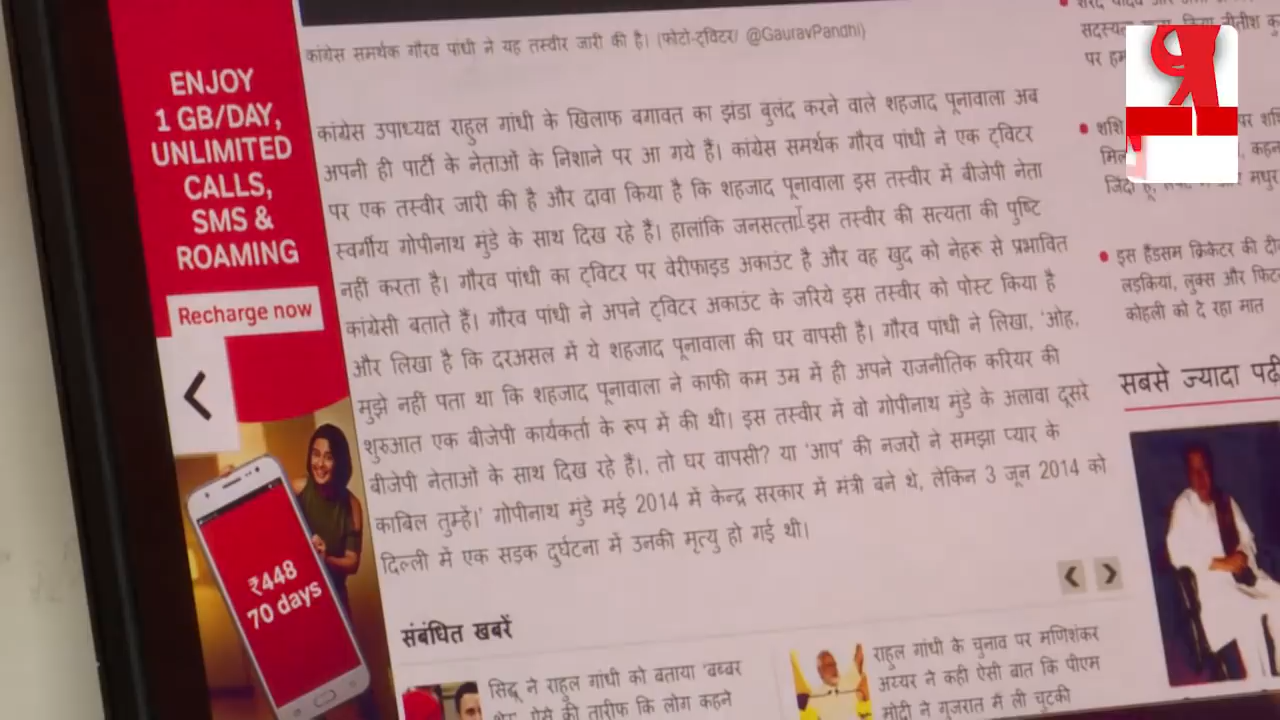 ENJOY
1 GB/DAY,
UNLIMITED
CALLS,
SMS &
ROAMING
Recharge now
₹448
70 days
कांग्रेस समर्थक गौरव पांधी ने यह तस्वीर जारी की है। (फोटो-ट्विटर/ @GauravPandhi)
कांग्रेस उपाध्यक्ष राहुल गांधी के खिलाफ बगावत का झंडा बुलंद करने वाले शहजाद पूनावाला अब
अपनी ही पार्टी के नेताओं के निशाने पर आ गये हैं। कांग्रेस समर्थक गौरव पांधी ने एक ट्विटर
पर एक तस्वीर जारी की है और दावा किया है कि शहजाद पूनावाला इस तस्वीर में बीजेपी नेता
स्वर्गीय गोपीनाथ मुंडे के साथ दिख रहे हैं। हालांकि जनसत्ता इस तस्वीर की सत्यता की पुष्टि
नहीं करता है। गौरव पांधी का ट्विटर पर वेरीफाइड अकाउंट है और वह खुद को नेहरू से प्रभावित
कांग्रेसी बताते हैं। गौरव पांधी ने अपने ट्विटर अकाउंट के जरिये इस तस्वीर को पोस्ट किया है
और लिखा है कि दरअसल में ये शहजाद पूनावाला की घर वापसी है। गौरव पांधी ने लिखा, 'ओह,
मुझे नहीं पता था कि शहजाद पूनावाला ने काफी कम उम्र में ही अपने राजनीतिक करियर की
शुरुआत एक बीजेपी कार्यकर्ता के रूप में की थी। इस तस्वीर में वो गोपीनाथ मुंडे के अलावा दूसरे
बीजेपी नेताओं के साथ दिख रहे हैं।, तो घर वापसी? या 'आप' की नजरों ने समझा प्यार के
काबिल तुम्हें।' गोपीनाथ मुंडे मई 2014 में केन्द्र सरकार में मंत्री बने थे, लेकिन 3 जून 2014 को
दिल्ली में एक सड़क दुर्घटना में उनकी मृत्यु हो गई थी।
संबंधित खबरें
सिद्धू ने राहुल गांधी को बताया 'बब्बर
की तारीफ कि लोग कहने
राहुल गांधी के चुनाव पर मणिशंकर
अय्यर ने कही ऐसी बात कि पीएम
मोदी ने गुजरात में ली चुटकी
पर
इस हैंडसम क्रिकेटर की
लड़कियां, लुक्स और
कोहली को दे रहा मात
सबसे ज्यादा